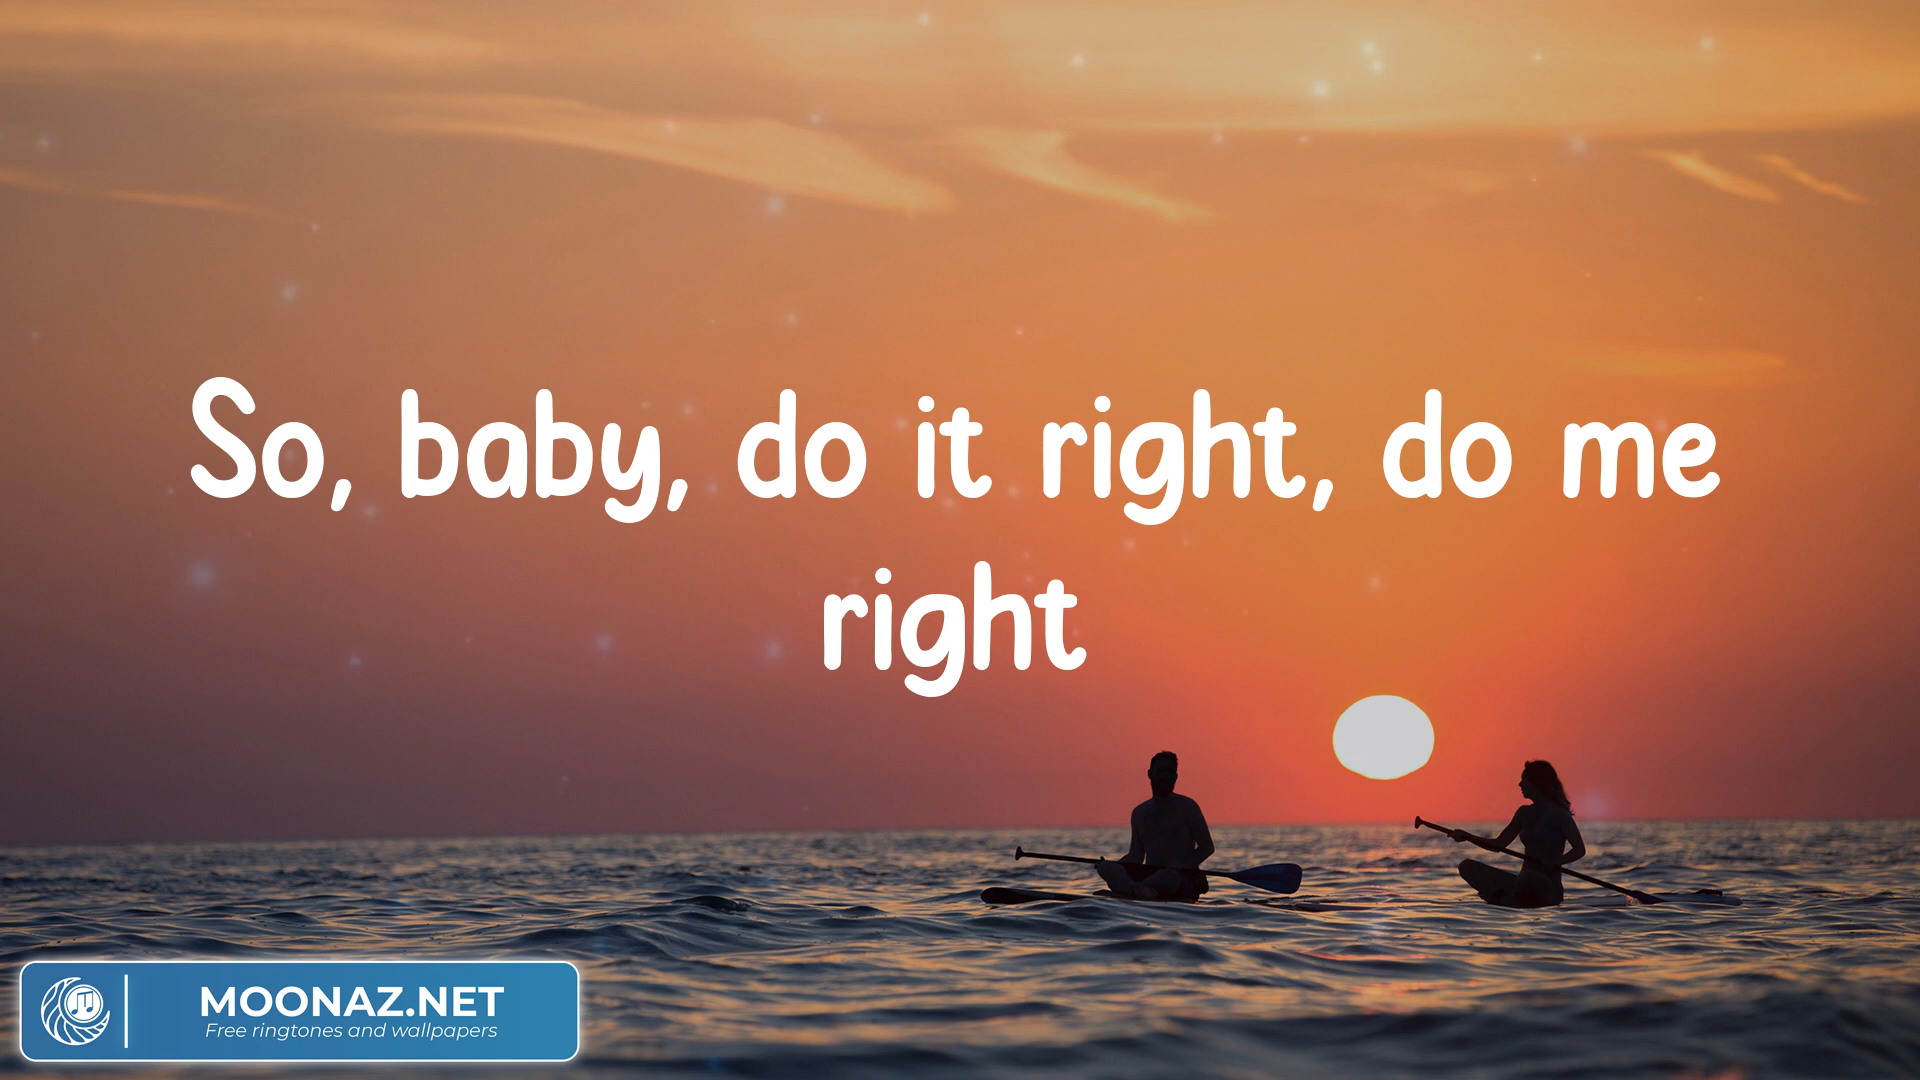 So, baby, do it right, do me
right
MOONAZ.NET
Free ringtones and wallpapers